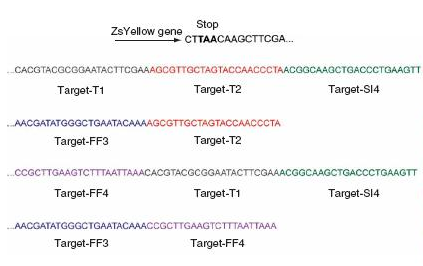 Stop
ZsYellow gene
CTTAACAAGCTTCGA...
...CACGTACGCGGAATACTTCGAAAGCGTTGCTAGTACCAACCCTAACGGCAAGCTGACCCTGAAGTT
Target-T1 Target-T2 Target-SI4
...AACGATATGGGCTGAATACAAAAGCGTTGCTAGTACCAACCCTA
Target-FF3 Target-T2
...CCGCTTGAAGTCTTTAATTAAACACGTACGCGGAATACTTCGAAACGGCAAGCTGACCCTGAAGTT
Target-FF4 Target-T1 Target-SI4
...AACGATATGGGCTGAATACAAACCGCTTGAAGTCTTTAATTAAA
Target-FF3 Target-FF4